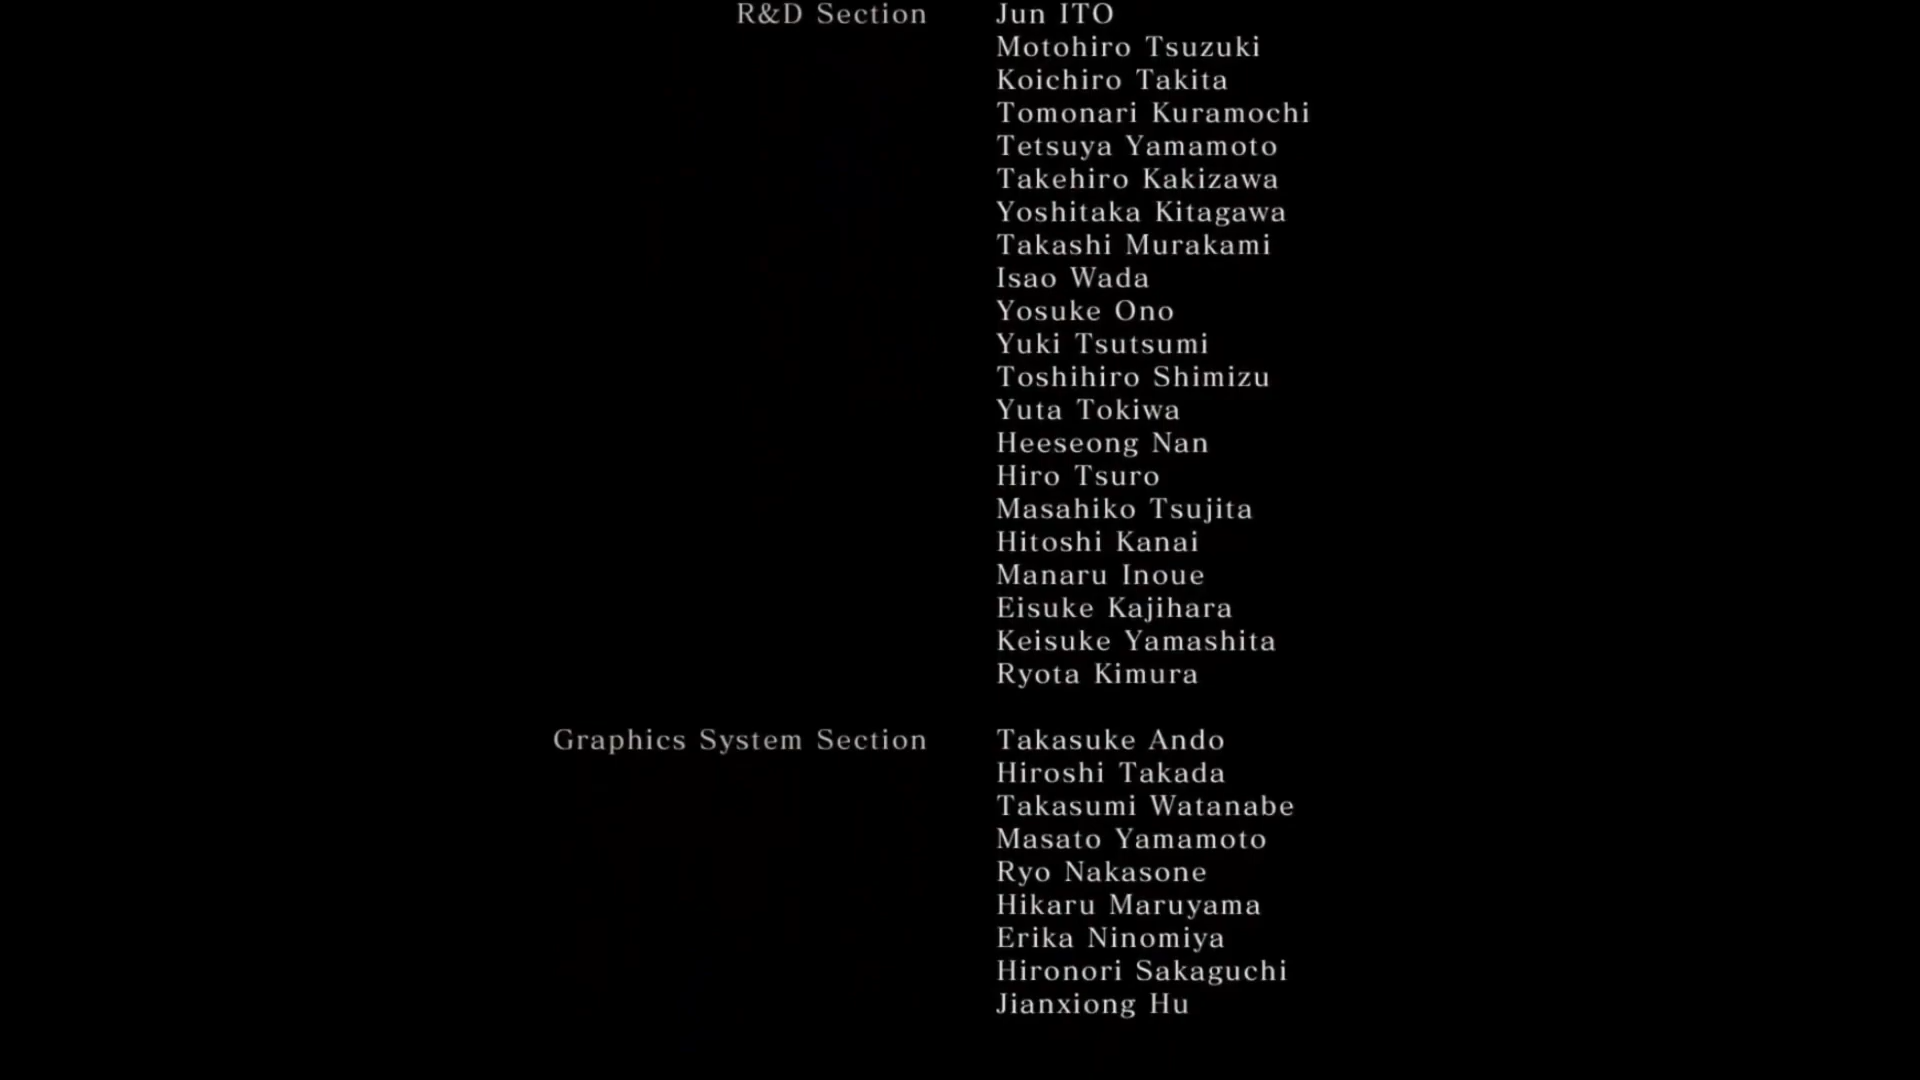 R&D Section Jun ITO
Motohiro Tsuzuki
Koichiro Takita
Tomonari Kuramochi
Tetsuya Yamamoto
Takehiro Kakizawa
Yoshitaka Kitagawa
Takashi Murakami
Isao Wada
Yosuke Ono
Yuki Tsutsumi
Toshihiro Shimizu
Yuta Tokiwa
Heeseong Nan
Hiro Tsuro
Masahiko Tsujita
Hitoshi Kanai
Manaru Inoue
Eisuke Kajihara
Keisuke Yamashita
Ryota Kimura
Graphics System Section Takasuke Ando
Hiroshi Takada
Takasumi Watanabe
Masato Yamamoto
Ryo Nakasone
Hikaru Maruyama
Erika Ninomiya
Hironori Sakaguchi
Jianxiong Hu